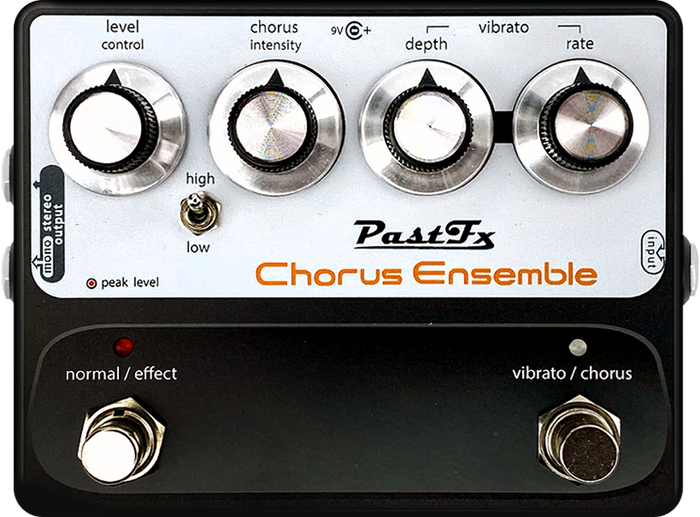 level
control
chorus
intensity
9V - +
vibrato
depth
rate
high
low
stereo
output
mono
input
peak level
PastFx
Chorus Ensemble
normal / effect
vibrato / chorus